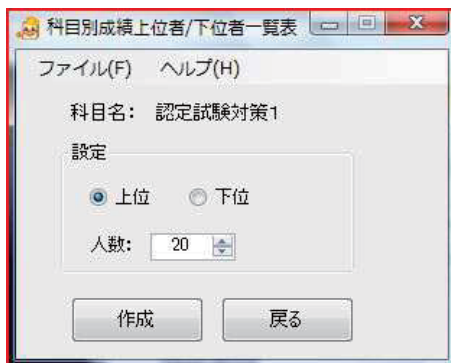 科目別成績上位者/下位者一覧表
ファイル(F) ヘルプ(H)
科目名: 認定試験対策1
設定
上位 下位
人数: 20
作成 戻る